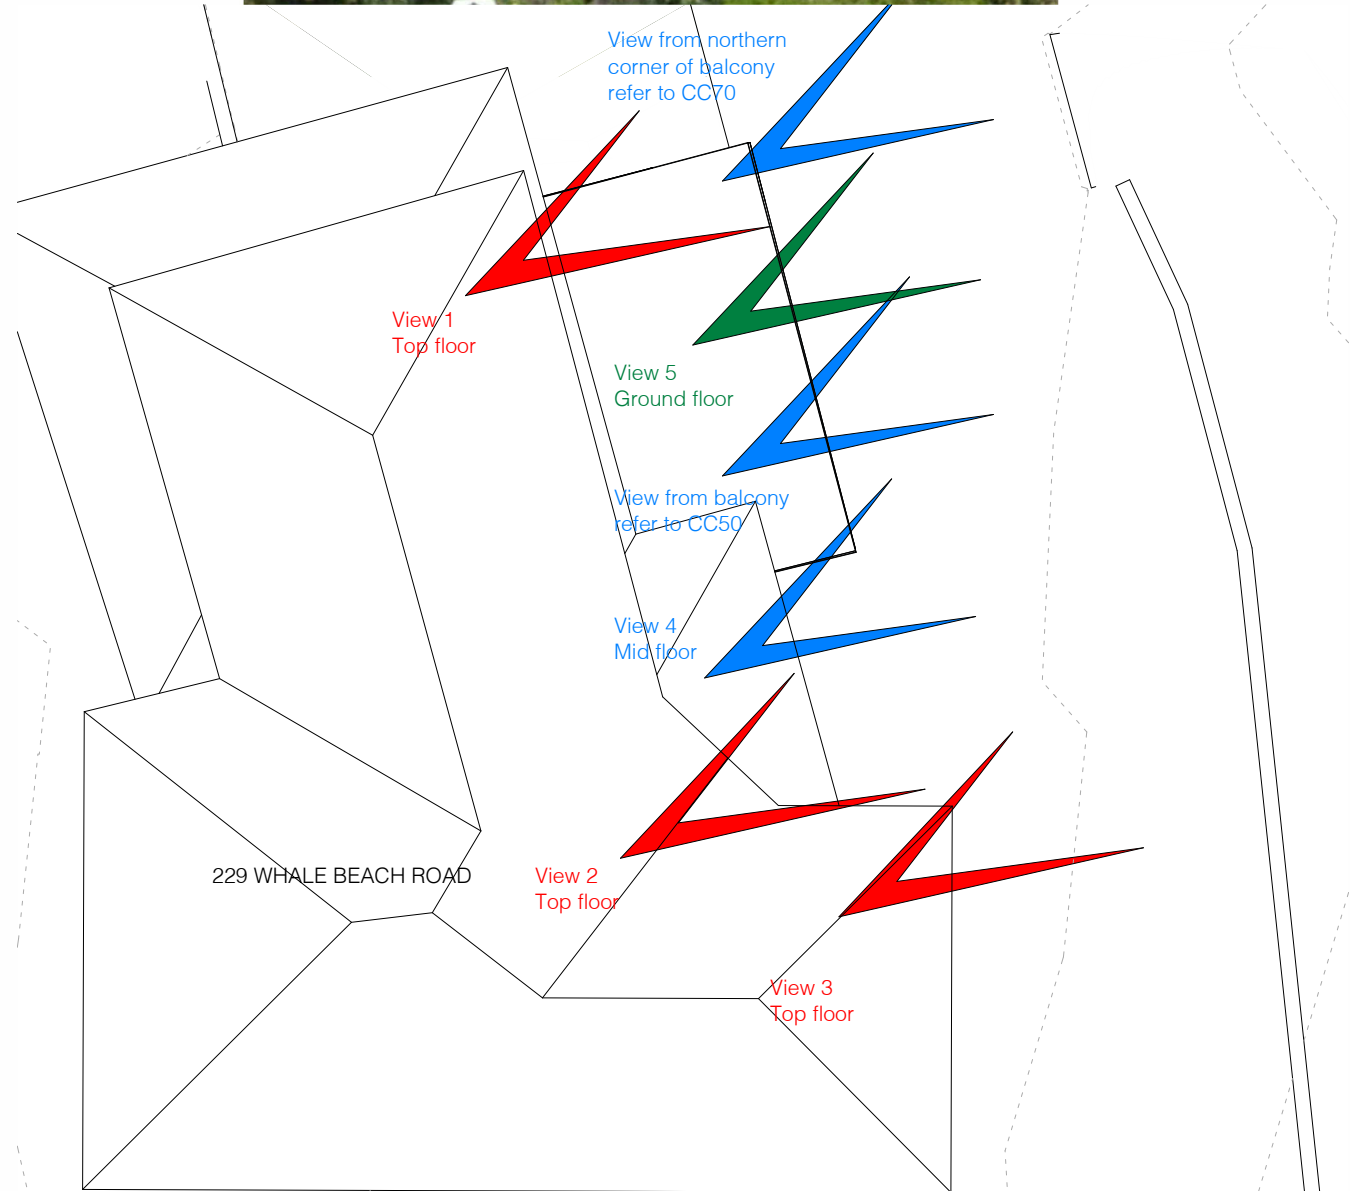 View from northern
corner of balcony
refer to CC70
View 1
Top floor
View 5
Ground floor
View from balcony
refer to CC50
View 4
Mid floor
229 WHALE BEACH ROAD
View 2
Top floor
View 3
Top floor